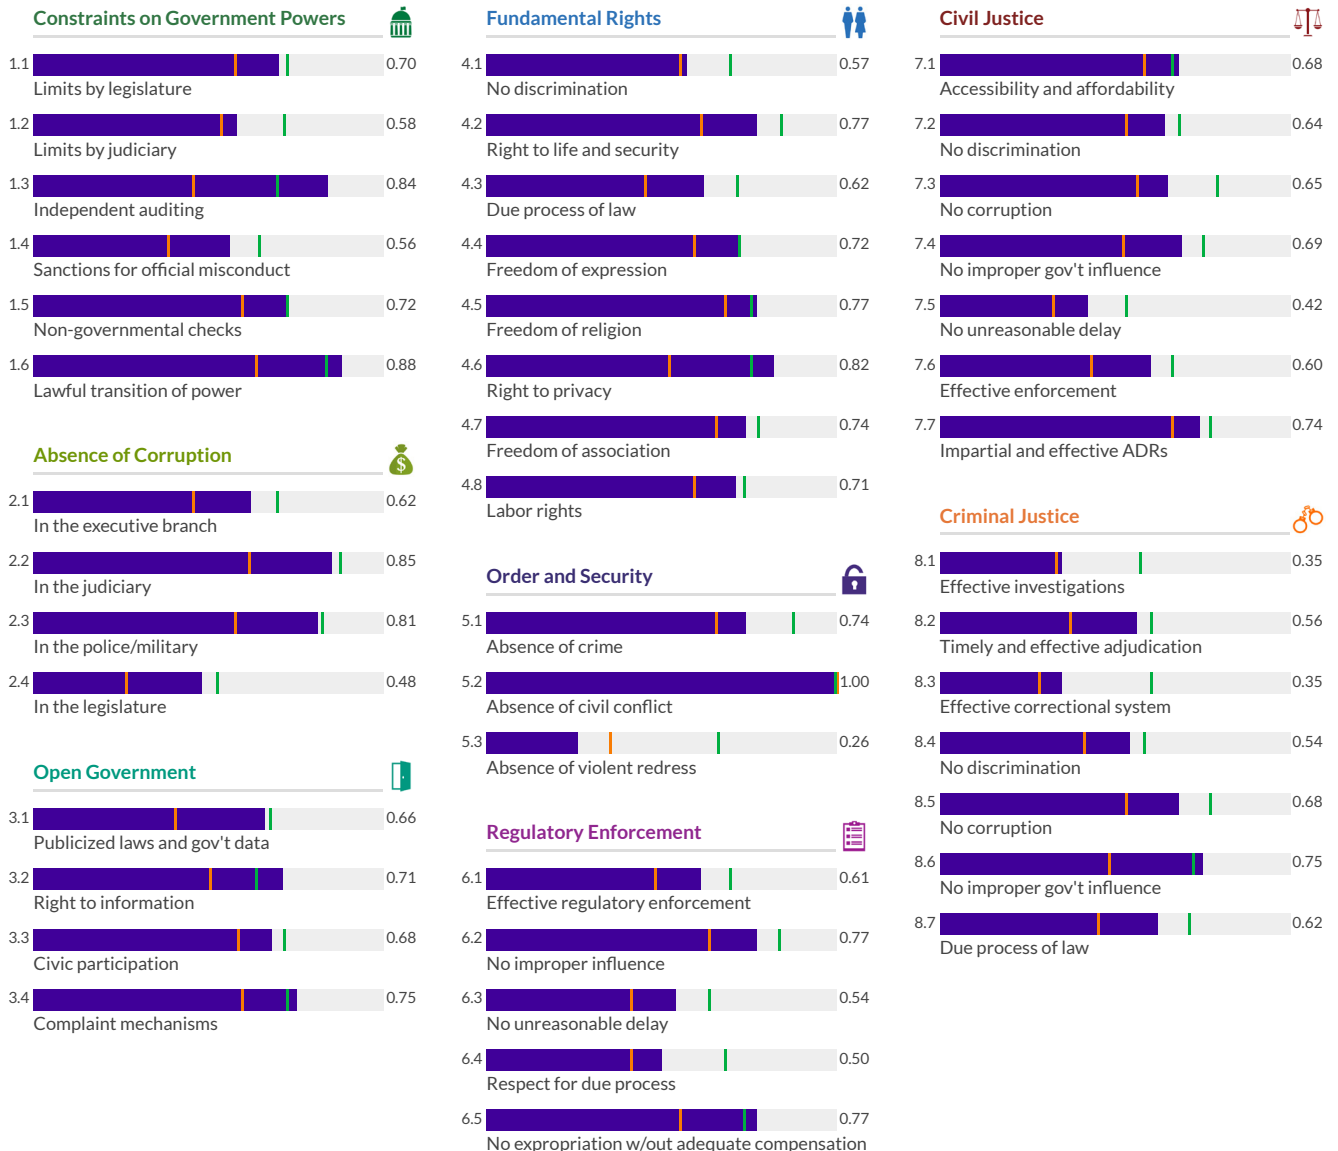 Constraints on Government Powers
1.1 0.70
Limits by legislature
1.2 0.58
Limits by judiciary
1.3 0.84
Independent auditing
1.4 0.56
Sanctions for official misconduct
1.5 0.72
Non-governmental checks
1.6 0.88
Lawful transition of power
Absence of Corruption
$
2.1 0.62
In the executive branch
2.2 0.85
In the judiciary
2.3 0.81
In the police/military
2.4 0.48
In the legislature
Open Government
3.1 0.66
Publicized laws and gov't data
3.2 0.71
Right to information
3.3 0.68
Civic participation
3.4 0.75
Complaint mechanisms
Fundamental Rights
4.1 0.57
No discrimination
4.2 0.77
Right to life and security
4.3 0.62
Due process of law
4.4 0.72
Freedom of expression
4.5 0.77
Freedom of religion
4.6 0.82
Right to privacy
4.7 0.74
Freedom of association
4.8 0.71
Labor rights
Order and Security
5.1 0.74
Absence of crime
5.2 1.00
Absence of civil conflict
5.3 0.26
Absence of violent redress
Regulatory Enforcement
6.1 0.61
Effective regulatory enforcement
6.2 0.77
No improper influence
6.3 0.54
No unreasonable delay
6.4 0.50
Respect for due process
6.5 0.77
No expropriation w/out adequate compensation
Civil Justice
7.1 0.68
Accessibility and affordability
7.2 0.64
No discrimination
7.3 0.65
No corruption
7.4 0.69
No improper gov't influence
7.5 0.42
No unreasonable delay
7.6 0.60
Effective enforcement
7.7 0.74
Impartial and effective ADRs
Criminal Justice
8.1 0.35
Effective investigations
8.2 0.56
Timely and effective adjudication
8.3 0.35
Effective correctional system
8.4 0.54
No discrimination
8.5 0.68
No corruption
8.6 0.75
No improper gov't influence
8.7 0.62
Due process of law